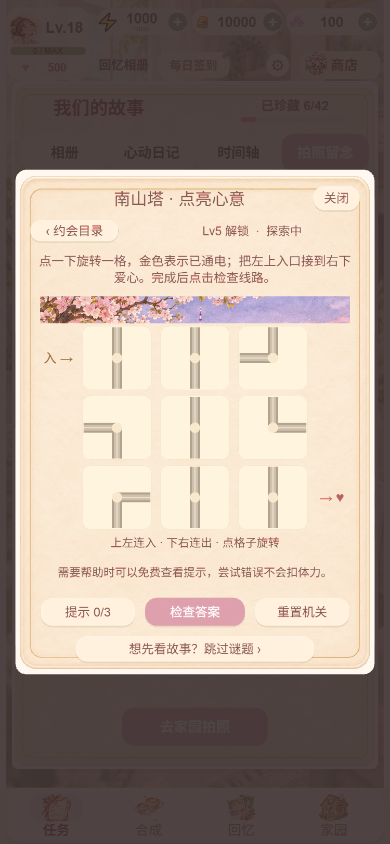 Lv.18
1000
10000
100
500
回忆相册
每日签到
商店
我们的故事
已珍藏 6/42
相册
心动日记
时间轴
拍照留念
南山塔 · 点亮心意
关闭
‹ 约会目录
Lv5 解锁 · 探索中
点一下旋转一格，金色表示已通电；把左上入口接到右下
爱心。完成后点击检查线路。
入 →
→ ♥
上左连入 · 下右连出 · 点格子旋转
需要帮助时可以免费查看提示，尝试错误不会扣体力。
提示 0/3
检查答案
重置机关
想先看故事？跳过谜题 ›
去家园拍照
任务
合成
回忆
家园